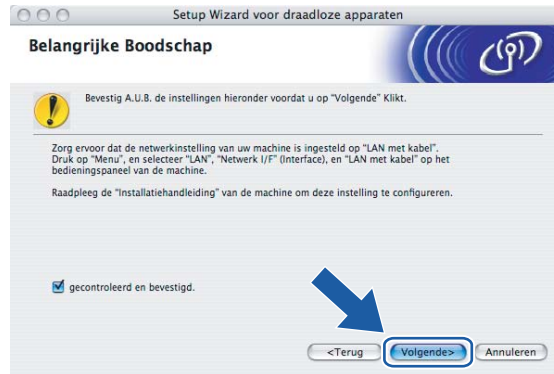 Setup Wizard voor draadloze apparaten
Belangrijke Boodschap
Bevestig A.U.B. de instellingen hieronder voordat u op "Volgende" Klikt.
Zorg ervoor dat de netwerkinstelling van uw machine is ingesteld op "LAN met kabel".
Druk op "Menu", en selecteer "LAN", "Netwerk I/F" (Interface), en "LAN met kabel" op het
bedieningspaneel van de machine.
Raadpleeg de "Installatiehandleiding" van de machine om deze instelling te configureren.
gecontroleerd en bevestigd.
<Terug Volgende> Annuleren